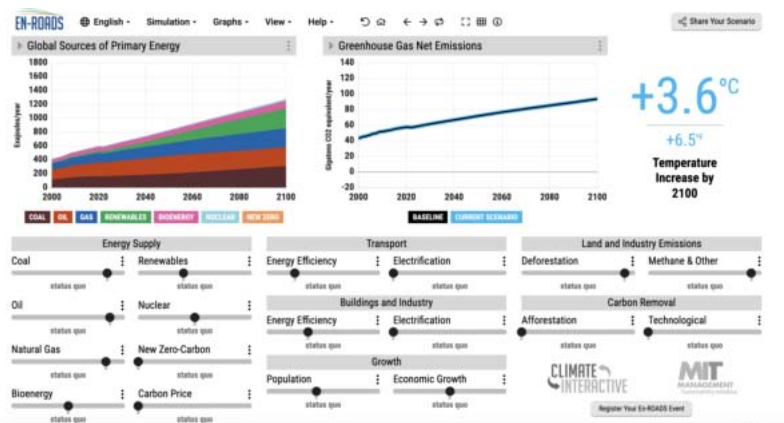 EN-ROADS English Simulation Graphs View Help Share Your Scenario
Global Sources of Primary Energy
Exajoules/year
1800
1600
1400
1200
1000
800
600
400
200
0
2000 2020 2040 2060 2080 2100
COAL OIL GAS RENEWABLES BIOENERGY NUCLEAR NEW ZERO
Greenhouse Gas Net Emissions
Gigatons CO2 equivalent/year
140
120
100
80
60
40
20
0
-20
2000 2020 2040 2060 2080 2100
BASELINE CURRENT SCENARIO
+3.6°C
+6.5°F
Temperature
Increase by
2100
Energy Supply
Coal Renewables
status quo status quo
Oil Nuclear
status quo status quo
Natural Gas New Zero-Carbon
status quo status quo
Bioenergy Carbon Price
status quo status quo
Transport
Energy Efficiency Electrification
status quo status quo
Buildings and Industry
Energy Efficiency Electrification
status quo status quo
Growth
Population Economic Growth
status quo status quo
Land and Industry Emissions
Deforestation Methane & Other
status quo status quo
Carbon Removal
Afforestation Technological
status quo status quo
CLIMATE
INTERACTIVE
MIT
MANAGEMENT
Register Your En-ROADS Event